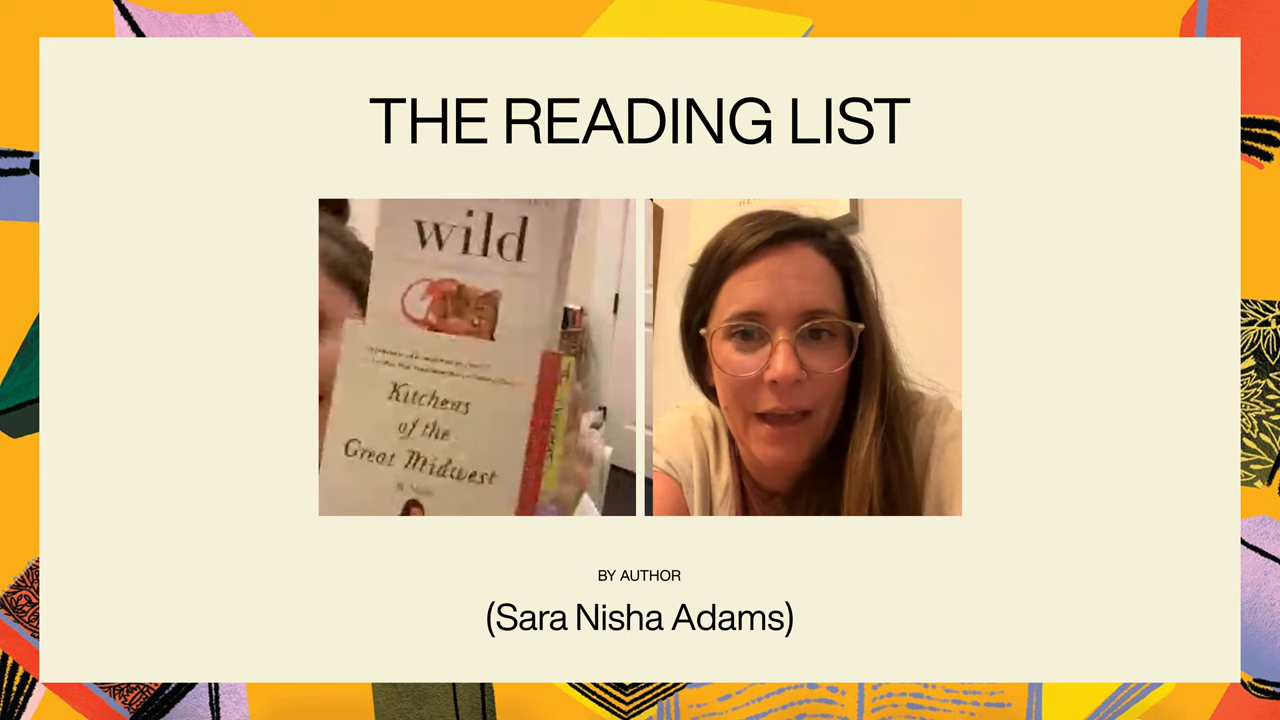 THE READING LIST
wild
Kitchens
of the
Great Midwest
BY AUTHOR
(Sara Nisha Adams)